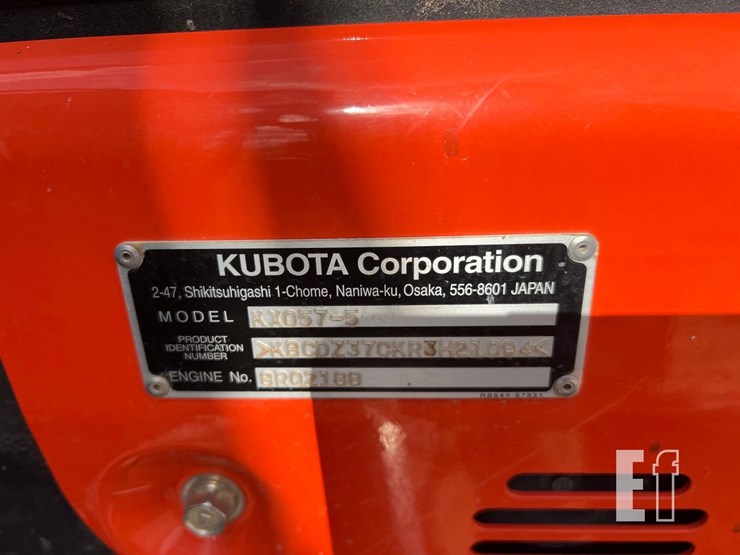 KUBOTA Corporation
2-47, Shikitsuhigashi 1-Chome, Naniwa-ku, Osaka, 556-8601 JAPAN
MODEL KX057-5
PRODUCT
IDENTIFICATION
NUMBER
ENGINE No.
Ef